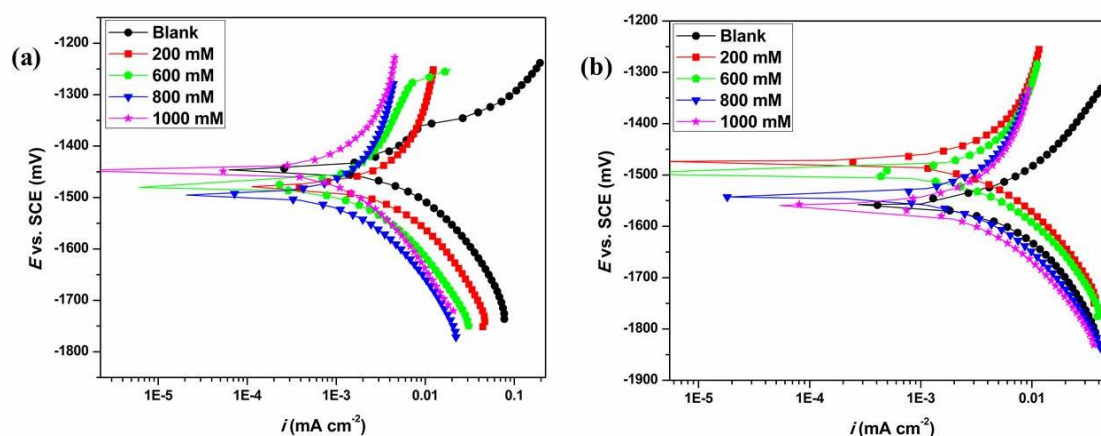 (a)
Blank
200 mM
600 mM
800 mM
1000 mM
-1200
-1300
-1400
-1500
-1600
-1700
-1800
E vs. SCE (mV)
1E-5
1E-4
1E-3
0.01
0.1
i (mA cm-2)
(b)
Blank
200 mM
600 mM
800 mM
1000 mM
-1200
-1300
-1400
-1500
-1600
-1700
-1800
-1900
E vs. SCE (mV)
1E-5
1E-4
1E-3
0.01
i (mA cm-2)